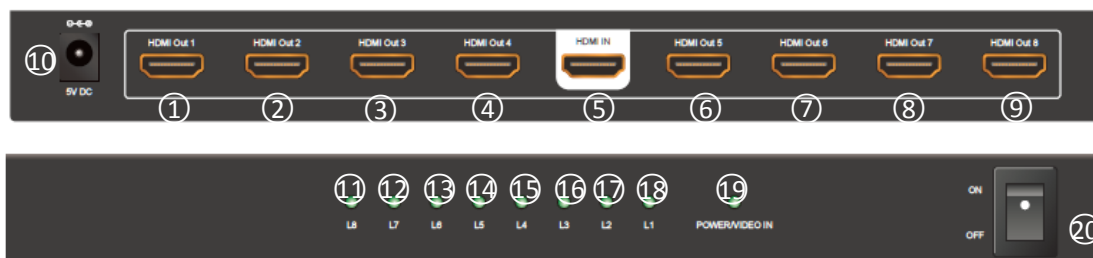 HDMI Out 1 HDMI Out 2 HDMI Out 3 HDMI Out 4 HDMI IN HDMI Out 5 HDMI Out 6 HDMI Out 7 HDMI Out 8
⑩
5V DC
① ② ③ ④ ⑤ ⑥ ⑦ ⑧ ⑨
⑪ ⑫ ⑬ ⑭ ⑮ ⑯ ⑰ ⑱ ⑲
ON
L8 L7 L6 L5 L4 L3 L2 L1 POWER/VIDEO IN
OFF
⑳